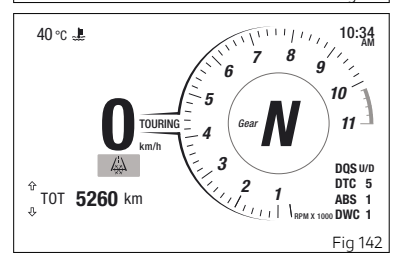 40 °C
10:34
AM
8
7
9
6
10
5
0
TOURING
Gear
N
4
11
km/h
3
DQS U/D
2
1
DTC 5
TOT 5260 km
ABS 1
RPM X 1000
DWC 1
Fig 142